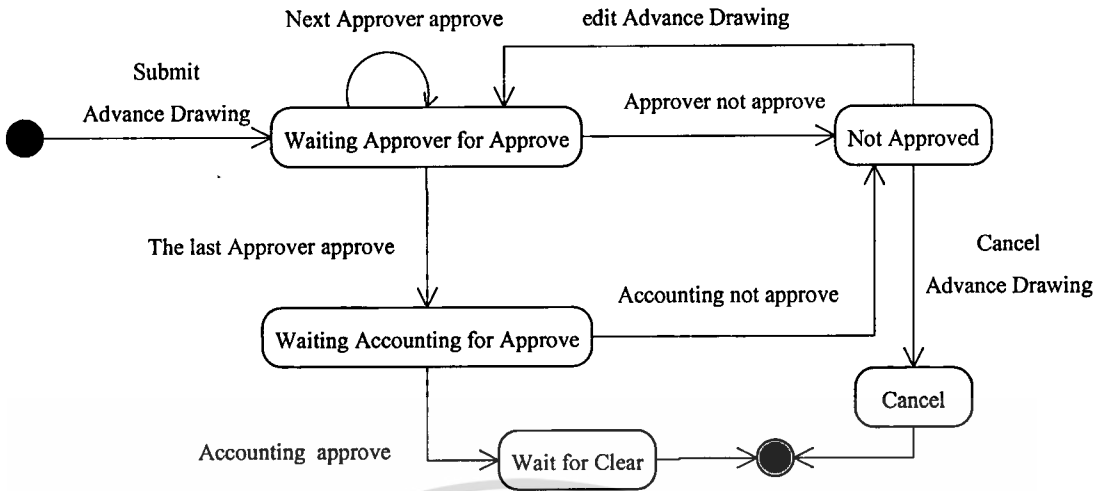 Next Approver approve
edit Advance Drawing
Submit
Advance Drawing
Approver not approve
Waiting Approver for Approve
Not Approved
The last Approver approve
Cancel
Advance Drawing
Accounting not approve
Waiting Accounting for Approve
Cancel
Accounting approve
Wait for Clear